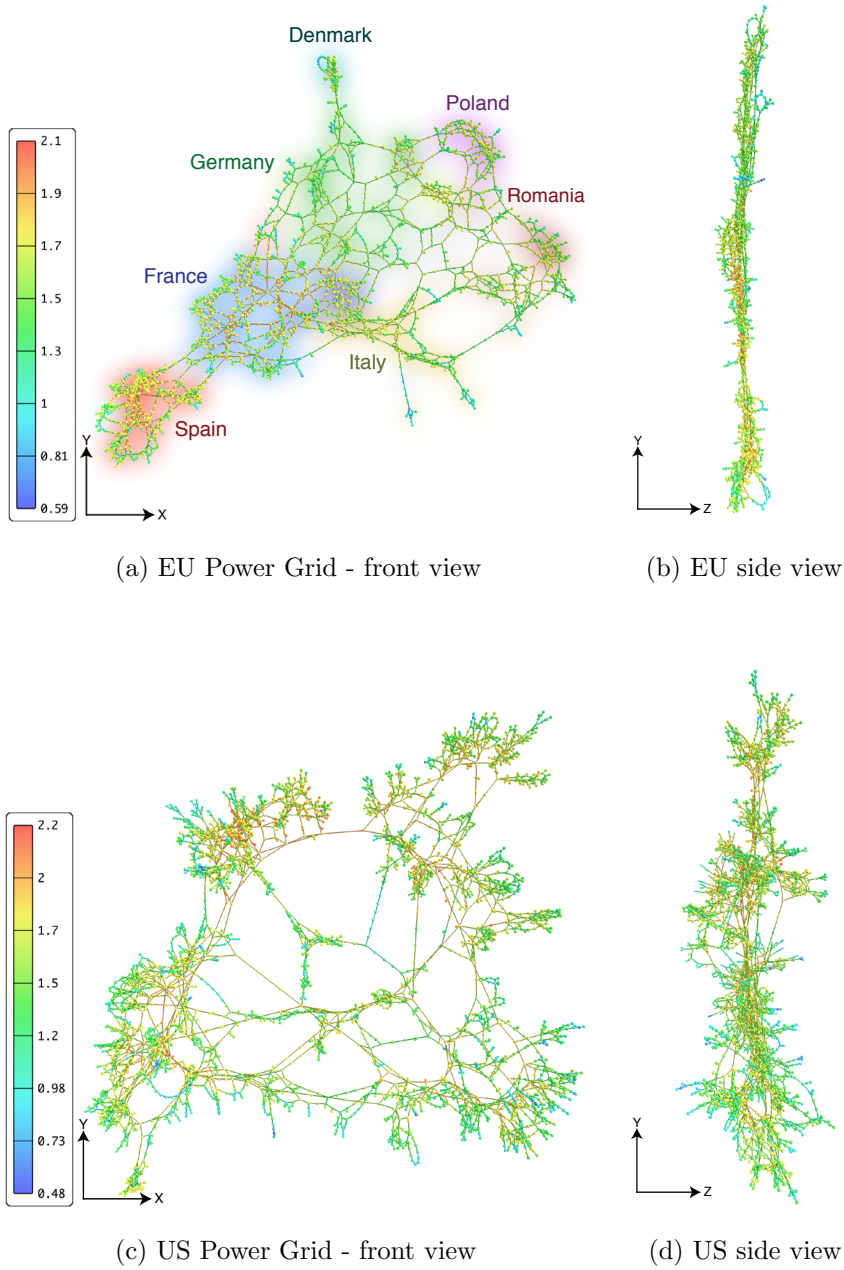 Denmark
Poland
Germany
Romania
France
Italy
Spain
2.1
1.9
1.7
1.5
1.3
1
0.81
0.59
Y
X
Y
Z
(a) EU Power Grid - front view
(b) EU side view
2.2
2
1.7
1.5
1.2
0.98
0.73
0.48
Y
X
Y
Z
(c) US Power Grid - front view
(d) US side view